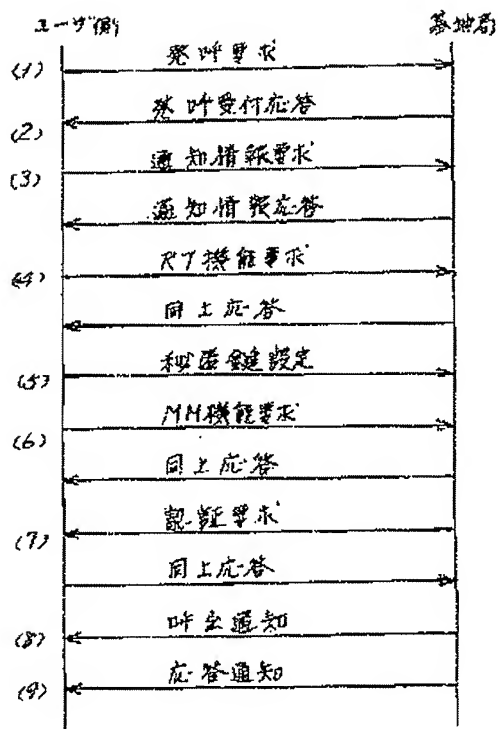 ユーザ側
基地局
(1) 発呼要求
発呼受付応答
(2)
通知情報要求
(3)
通知情報応答
RT機能要求
(4)
同上応答
秘匿鍵設定
(5)
MM機能要求
(6)
同上応答
認証要求
(7)
同上応答
呼出通知
(8)
応答通知
(9)